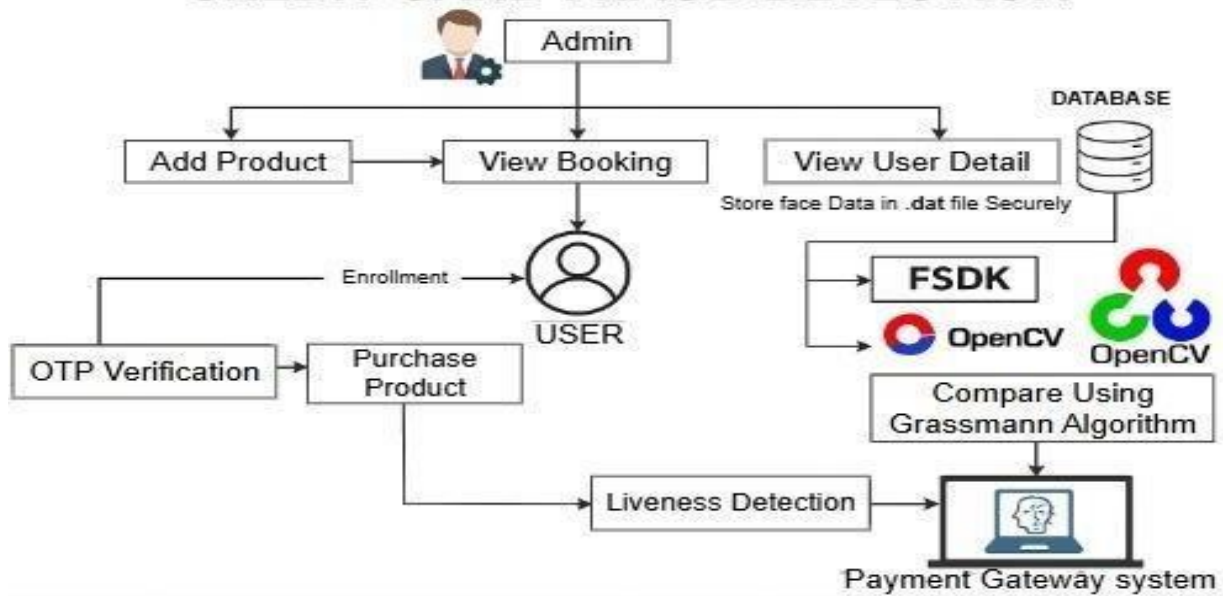 Admin
DATABASE
Add Product
View Booking
View User Detail
Store face Data in .dat file Securely
Enrollment
FSDK
USER
OpenCV
OpenCV
OTP Verification
Purchase
Product
Compare Using
Grassmann Algorithm
Liveness Detection
Payment Gateway system